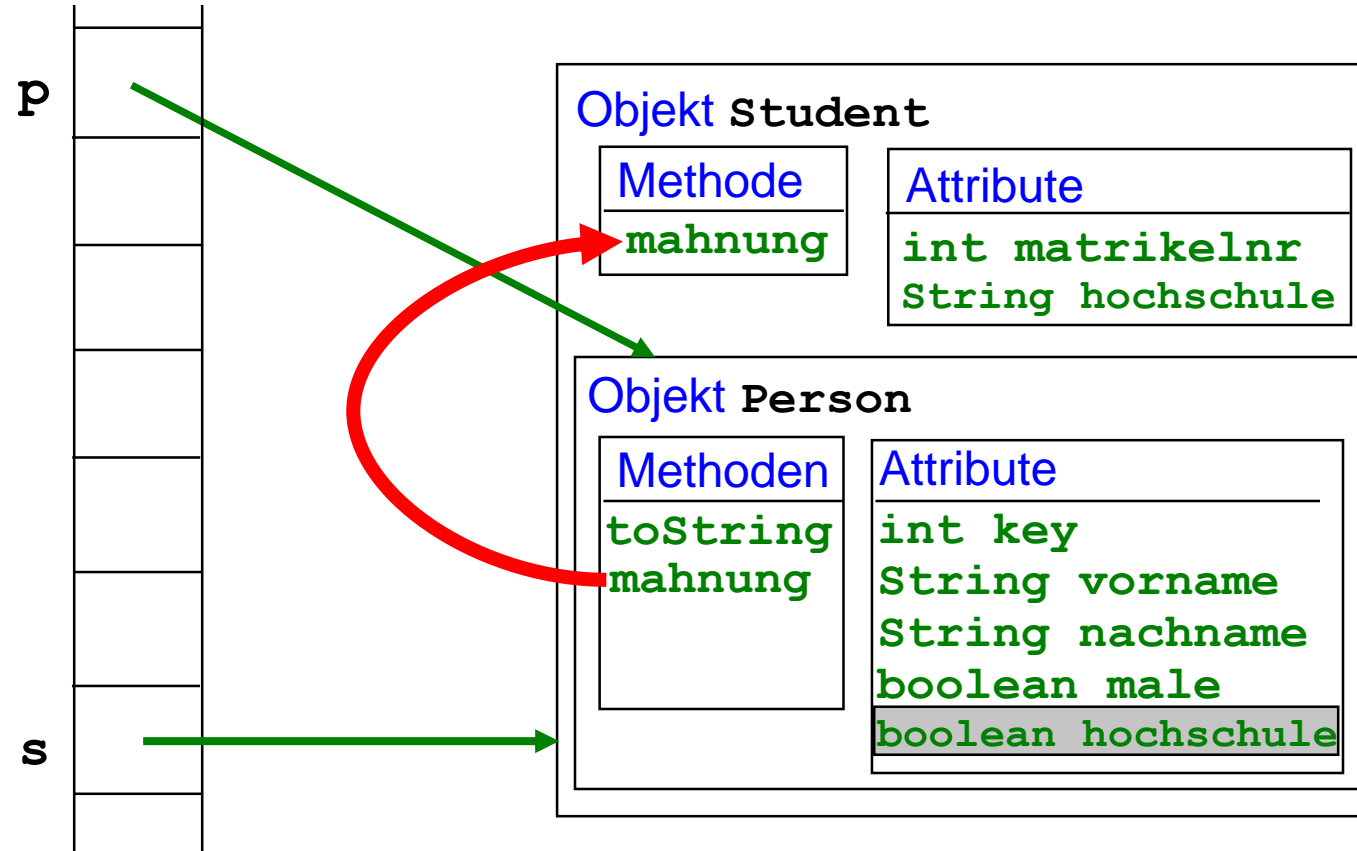 p
Objekt Student
Methode
mahnung
Attribute
int matrikelnr
String hochschule
Objekt Person
Methoden
toString
mahnung
Attribute
int key
String vorname
String nachname
boolean male
boolean hochschule
s